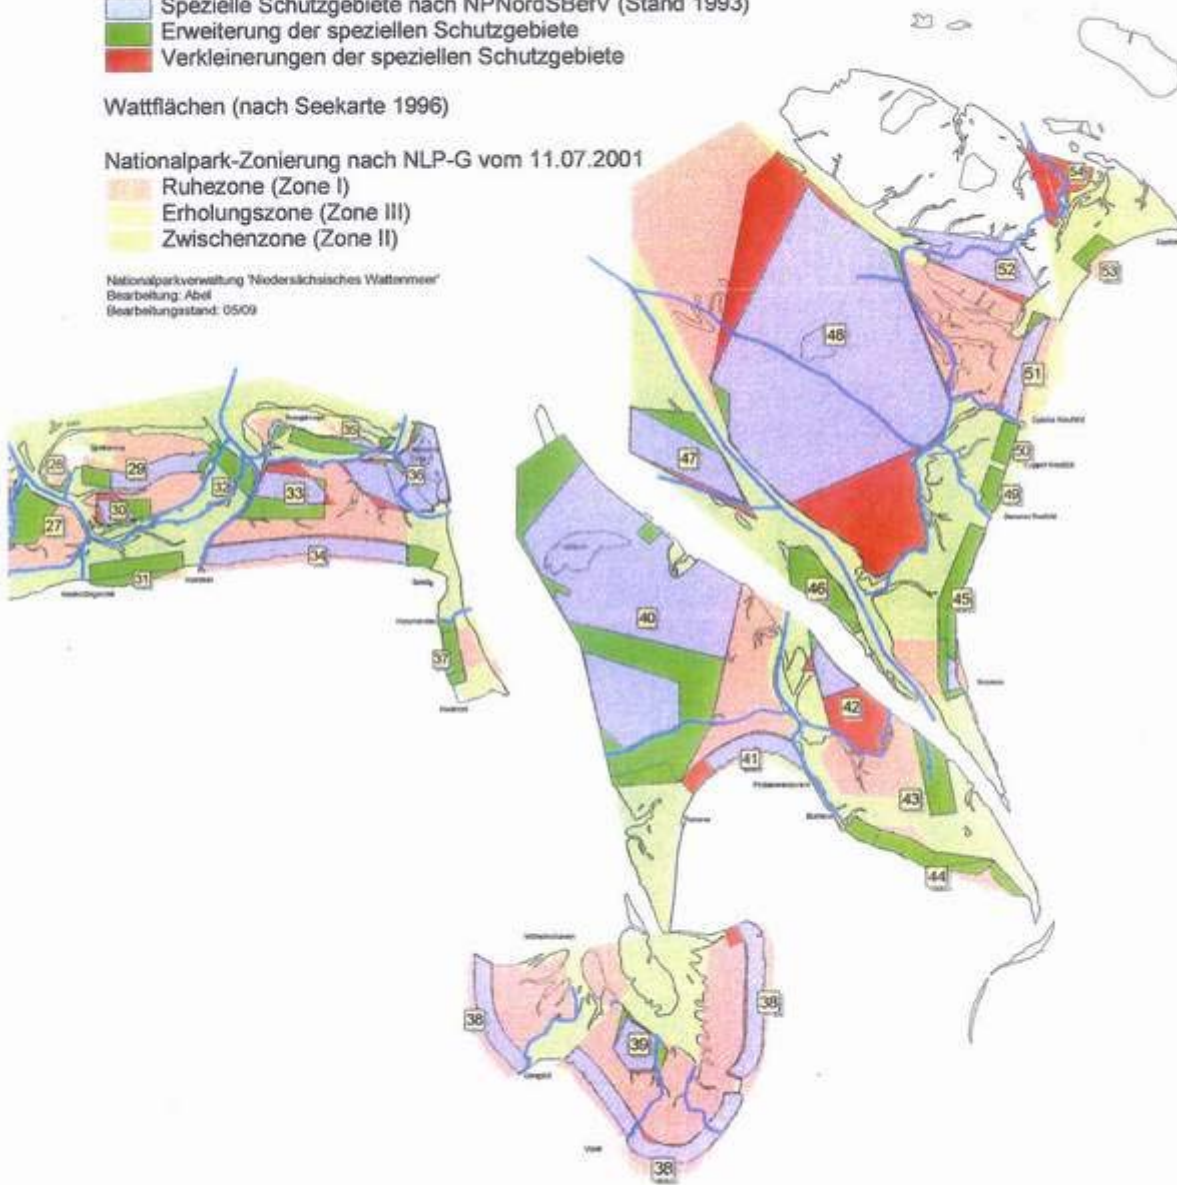 Spezielle Schutzgebiete nach NPNordSBefV (Stand 1993)
Erweiterung der speziellen Schutzgebiete
Verkleinerungen der speziellen Schutzgebiete
Wattflächen (nach Seekarte 1996)
Nationalpark-Zonierung nach NLP-G vom 11.07.2001
Ruhezone (Zone I)
Erholungszone (Zone III)
Zwischenzone (Zone II)
Nationalparkverwaltung 'Niedersächsisches Wattenmeer'
Bearbeitung: Abel
Bearbeitungsstand: 05/09
54
53
52
48
51
50
49
47
46
45
35
28
29
36
32
33
30
27
34
31
37
40
42
41
43
44
Wilhelmshaven
38
38
39
38